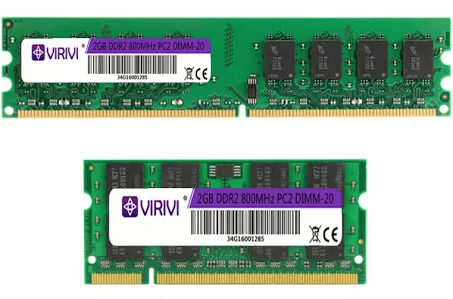 VIRIVI
2GB DDR2 800MHz PC2 DIMM-20
34G16001285
CE
VIRIVI
2GB DDR2 800MHz PC2 DIMM-20
34G16001285
CE